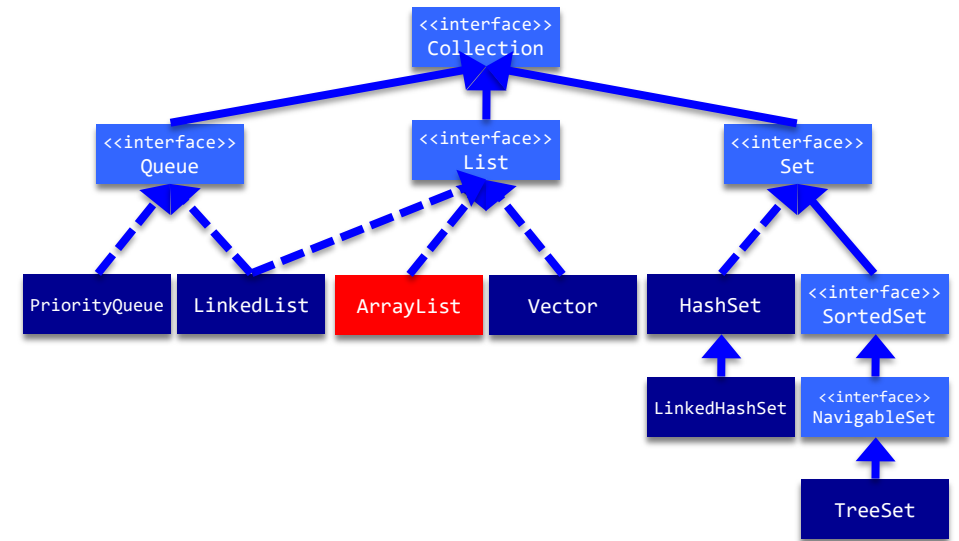 <<interface>>
Collection
<<interface>>
Queue
<<interface>>
List
<<interface>>
Set
PriorityQueue
LinkedList
ArrayList
Vector
HashSet
<<interface>>
SortedSet
LinkedHashSet
<<interface>>
NavigableSet
TreeSet